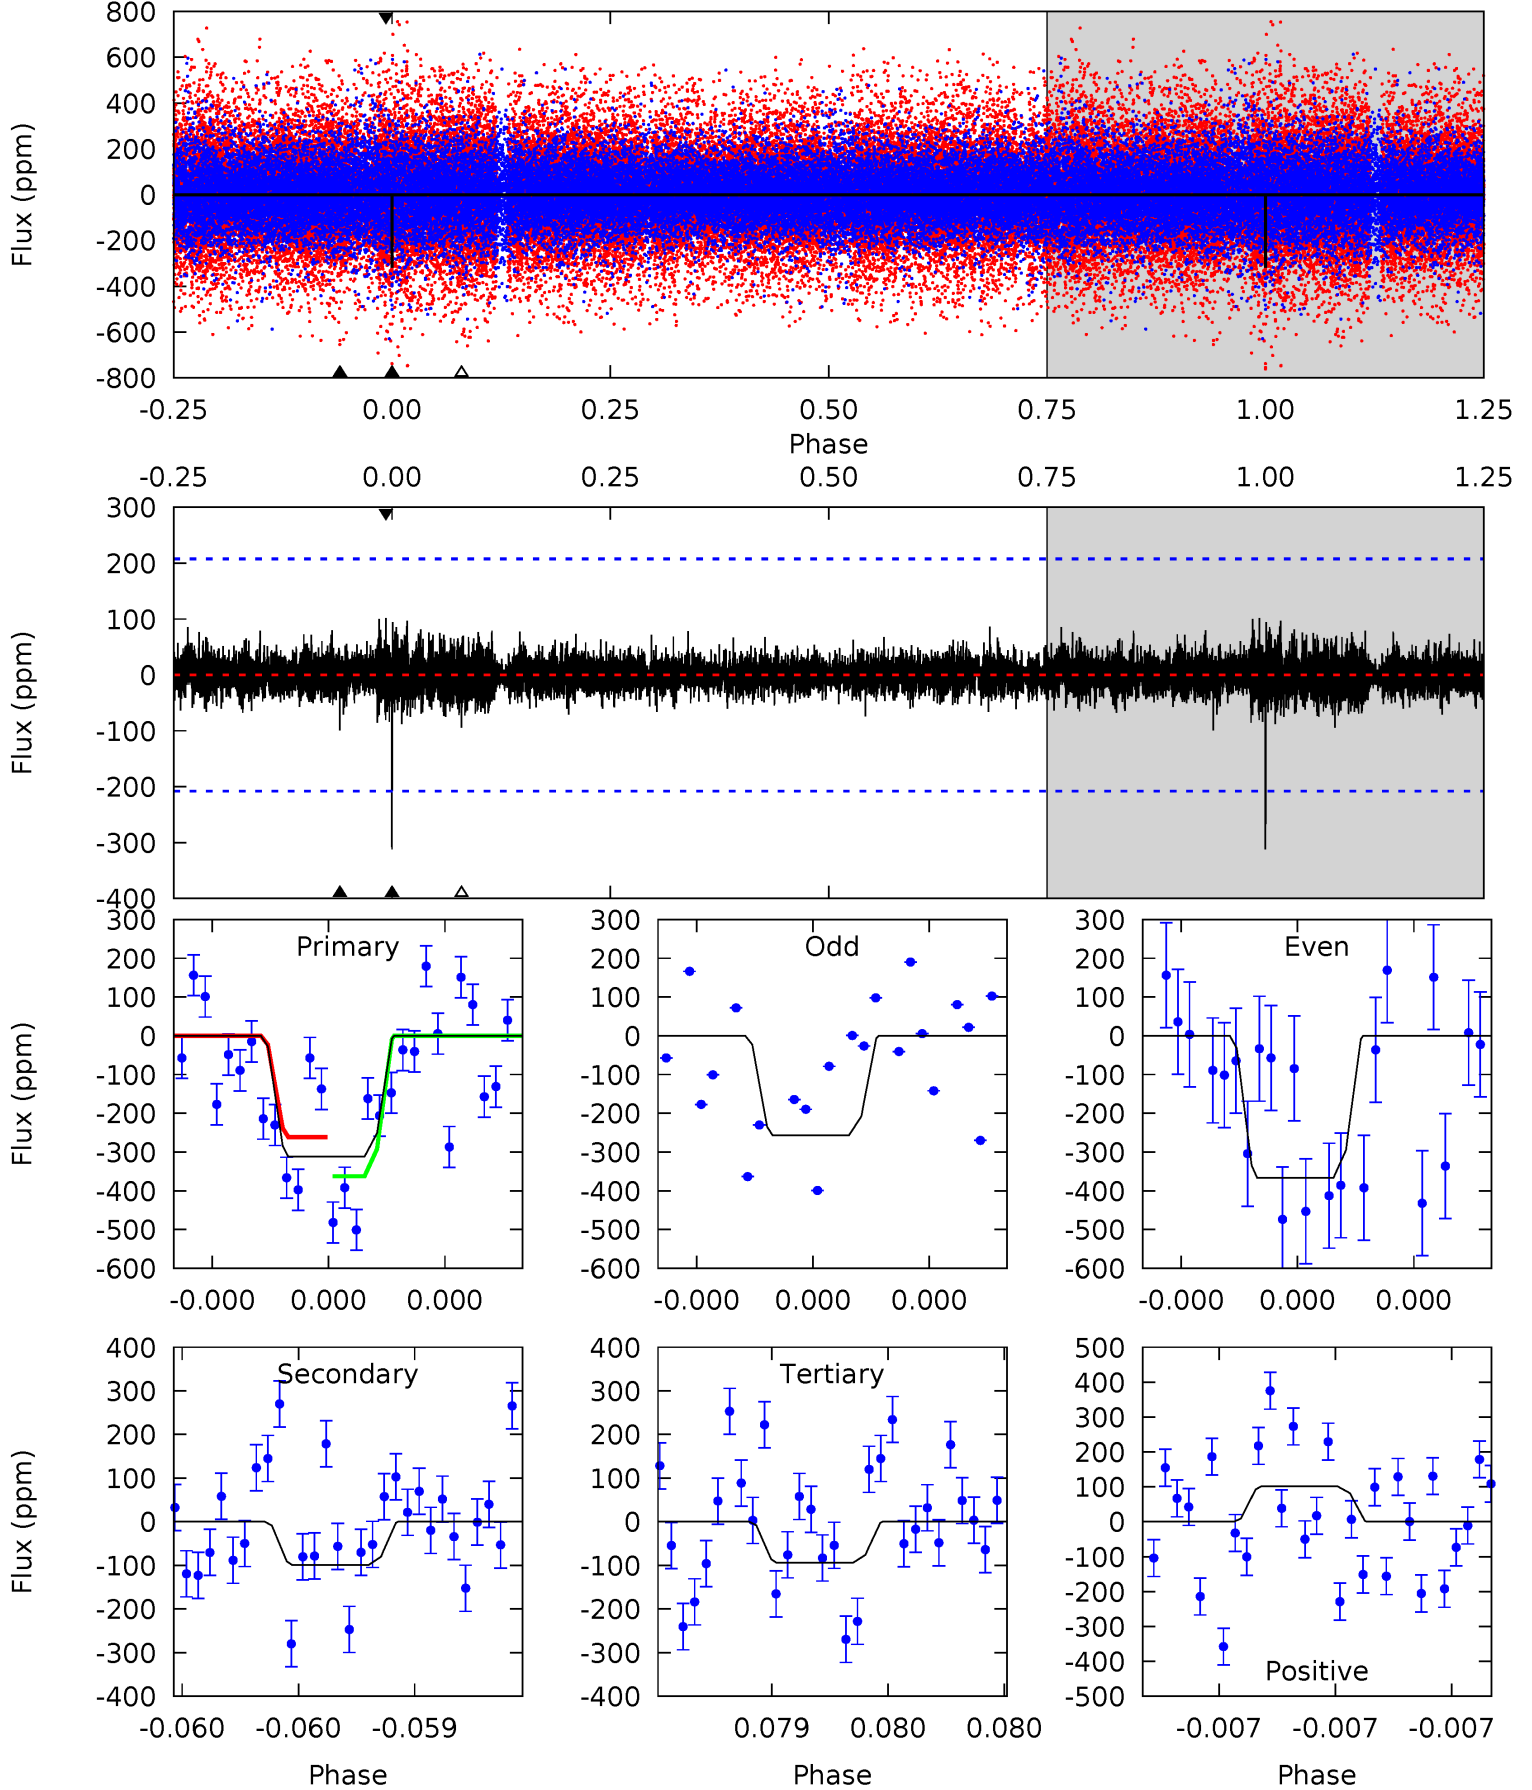 800
600
400
200
0
-200
-400
-600
-800
Flux (ppm)
-0.25 0.00 0.25 0.50 0.75 1.00 1.25
Phase
-0.25 0.00 0.25 0.50 0.75 1.00 1.25
300
200
100
0
-100
-200
-300
-400
Flux (ppm)
Primary Odd Even
300 300 300
200 200 200
100 100 100
0 0 0
-100 -100 -100
-200 -200 -200
-300 -300 -300
-400 -400 -400
-500 -500 -500
-600 -600 -600
Flux (ppm)
-0.000 0.000 0.000 -0.000 0.000 0.000 -0.000 0.000 0.000
Secondary Tertiary Positive
400 400 500
300 300 400
200 200 300
100 100 200
0 0 100
-100 -100 0
-200 -200 -100
-300 -300 -200
-400 -400 -300
-400
-500
Flux (ppm)
-0.060 -0.060 -0.059 0.079 0.080 0.080 -0.007 -0.007 -0.007
Phase Phase Phase